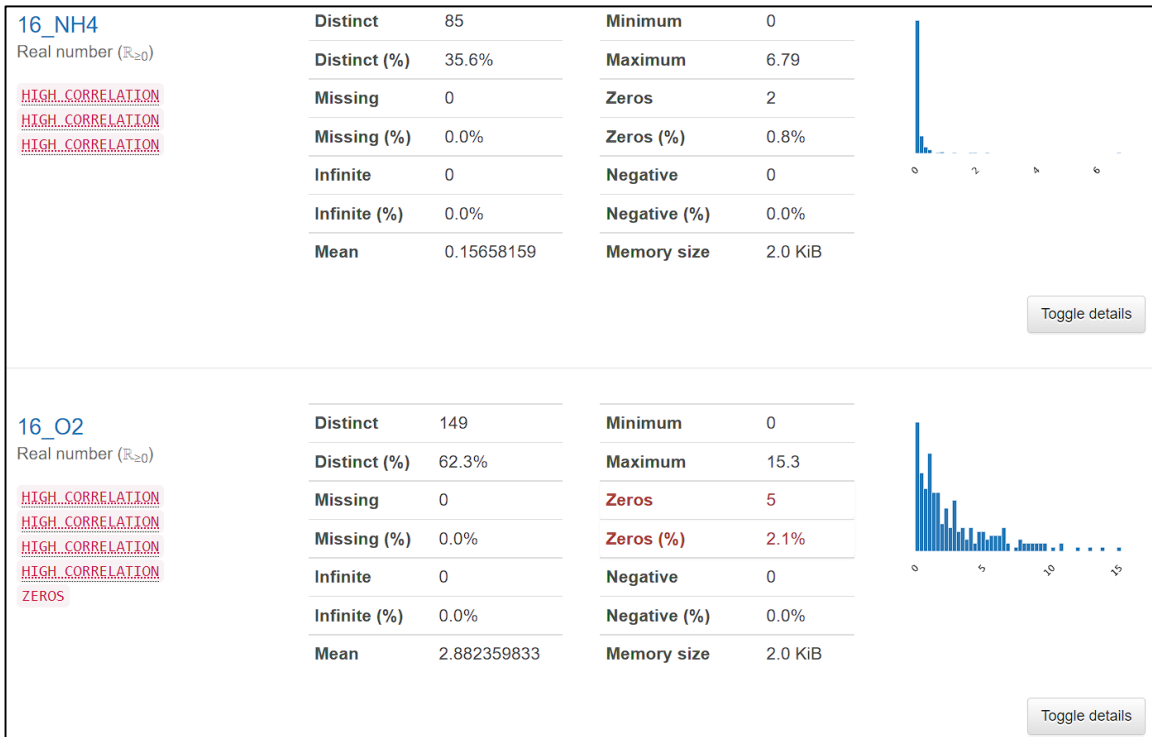 16_NH4
Real number (ℝ≥0)
HIGH CORRELATION
HIGH CORRELATION
HIGH CORRELATION
Distinct 85
Distinct (%) 35.6%
Missing 0
Missing (%) 0.0%
Infinite 0
Infinite (%) 0.0%
Mean 0.15658159
Minimum 0
Maximum 6.79
Zeros 2
Zeros (%) 0.8%
Negative 0
Negative (%) 0.0%
Memory size 2.0 KiB
0 2 4 6
Toggle details
16_O2
Real number (ℝ≥0)
HIGH CORRELATION
HIGH CORRELATION
HIGH CORRELATION
HIGH CORRELATION
ZEROS
Distinct 149
Distinct (%) 62.3%
Missing 0
Missing (%) 0.0%
Infinite 0
Infinite (%) 0.0%
Mean 2.882359833
Minimum 0
Maximum 15.3
Zeros 5
Zeros (%) 2.1%
Negative 0
Negative (%) 0.0%
Memory size 2.0 KiB
0 5 10 15
Toggle details